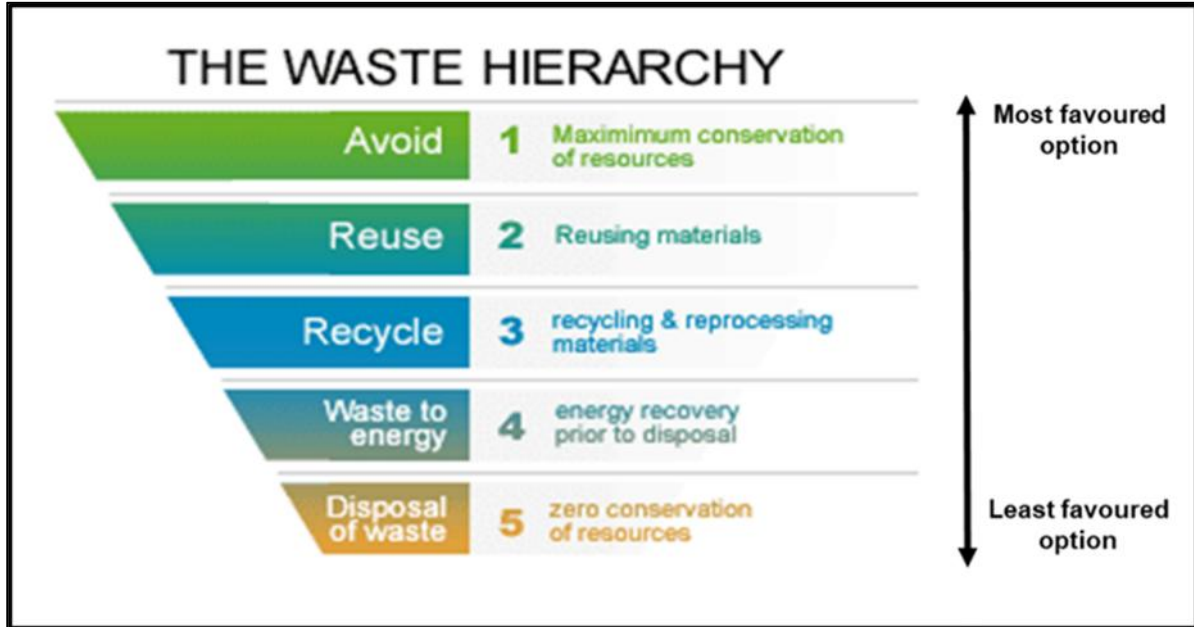 THE WASTE HIERARCHY
Most favoured
option
Avoid 1 Maximimum conservation
of resources
Reuse 2 Reusing materials
Recycle 3 recycling & reprocessing
materials
Waste to
energy 4 energy recovery
prior to disposal
Disposal
of waste 5 zero conservation
of resources
Least favoured
option